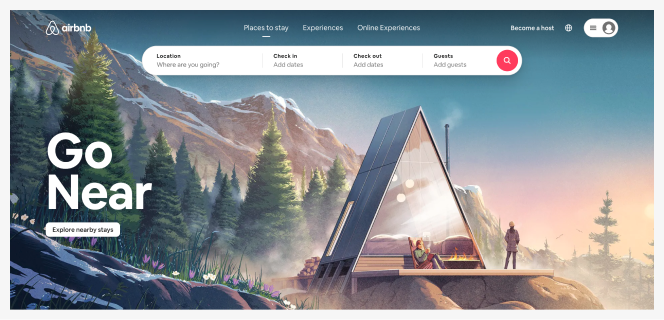 airbnb
Places to stay Experiences Online Experiences
Become a host
Location Check in Check out Guests
Where are you going? Add dates Add dates Add guests
Go
Near
Explore nearby stays